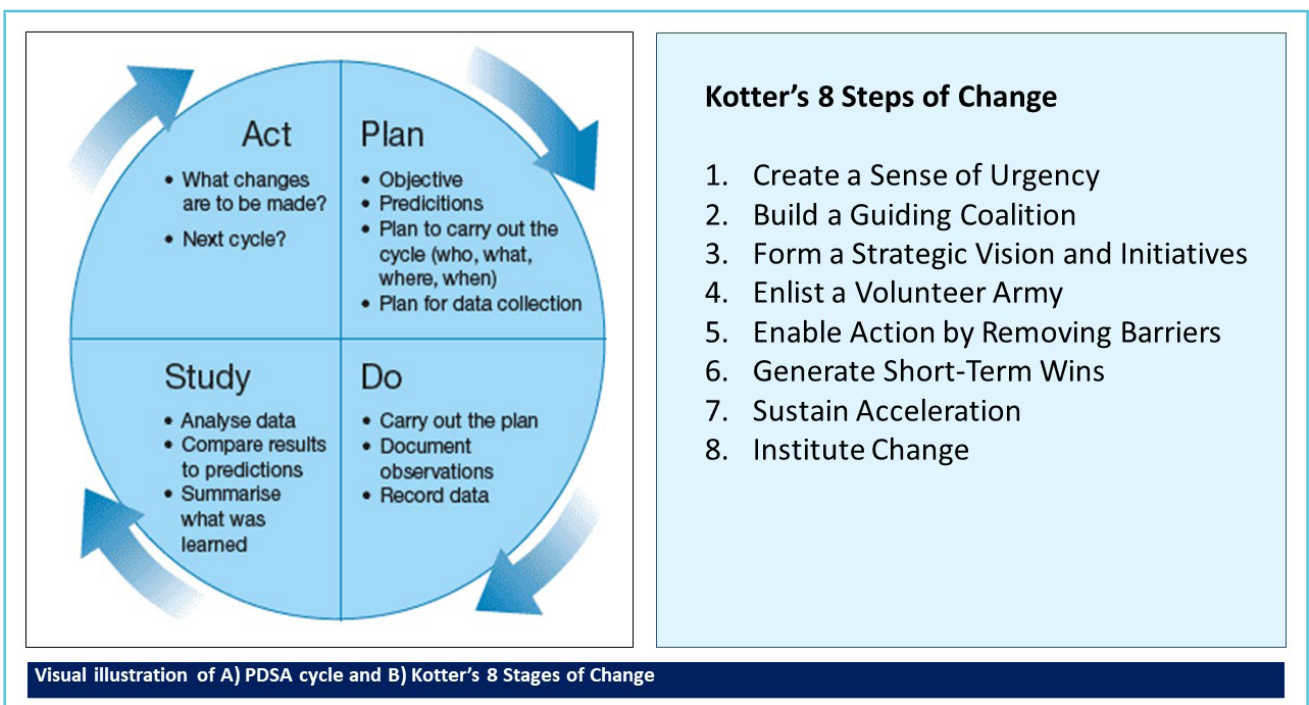 Act
• What changes
are to be made?
• Next cycle?
Plan
• Objective
• Predicitions
• Plan to carry out the
cycle (who, what,
where, when)
• Plan for data collection
Study
• Analyse data
• Compare results
to predictions
• Summarise
what was
learned
Do
• Carry out the plan
• Document
observations
• Record data
Kotter's 8 Steps of Change
1. Create a Sense of Urgency
2. Build a Guiding Coalition
3. Form a Strategic Vision and Initiatives
4. Enlist a Volunteer Army
5. Enable Action by Removing Barriers
6. Generate Short-Term Wins
7. Sustain Acceleration
8. Institute Change
Visual illustration of A) PDSA cycle and B) Kotter's 8 Stages of Change